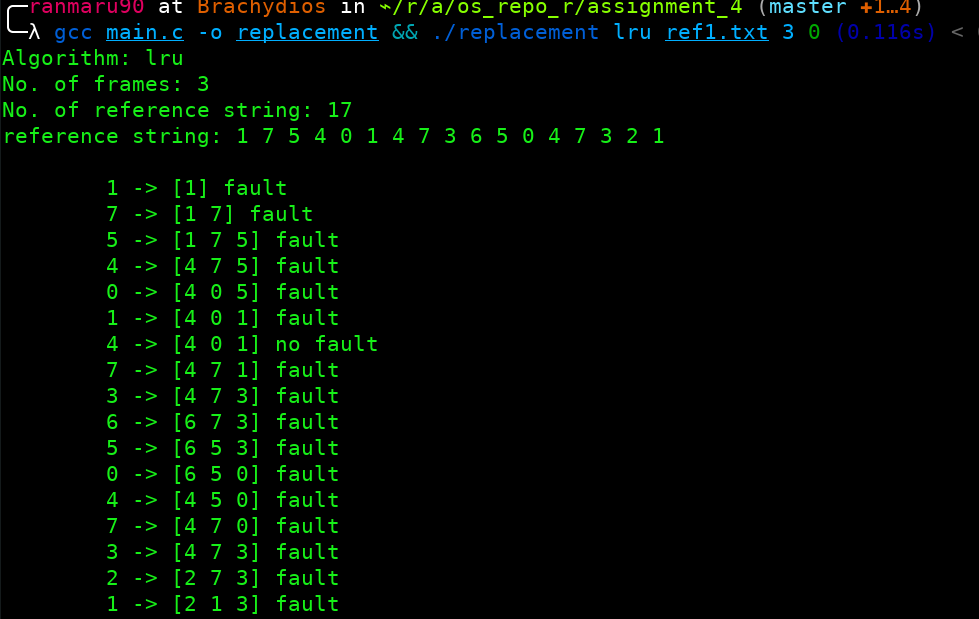 ranmaru90 at Brachydios in ~/r/a/os_repo_r/assignment_4 (master +1…4)
λ gcc main.c -o replacement && ./replacement lru ref1.txt 3 0 (0.116s) <
Algorithm: lru
No. of frames: 3
No. of reference string: 17
reference string: 1 7 5 4 0 1 4 7 3 6 5 0 4 7 3 2 1
1 -> [1] fault
7 -> [1 7] fault
5 -> [1 7 5] fault
4 -> [4 7 5] fault
0 -> [4 0 5] fault
1 -> [4 0 1] fault
4 -> [4 0 1] no fault
7 -> [4 7 1] fault
3 -> [4 7 3] fault
6 -> [6 7 3] fault
5 -> [6 5 3] fault
0 -> [6 5 0] fault
4 -> [4 5 0] fault
7 -> [4 7 0] fault
3 -> [4 7 3] fault
2 -> [2 7 3] fault
1 -> [2 1 3] fault